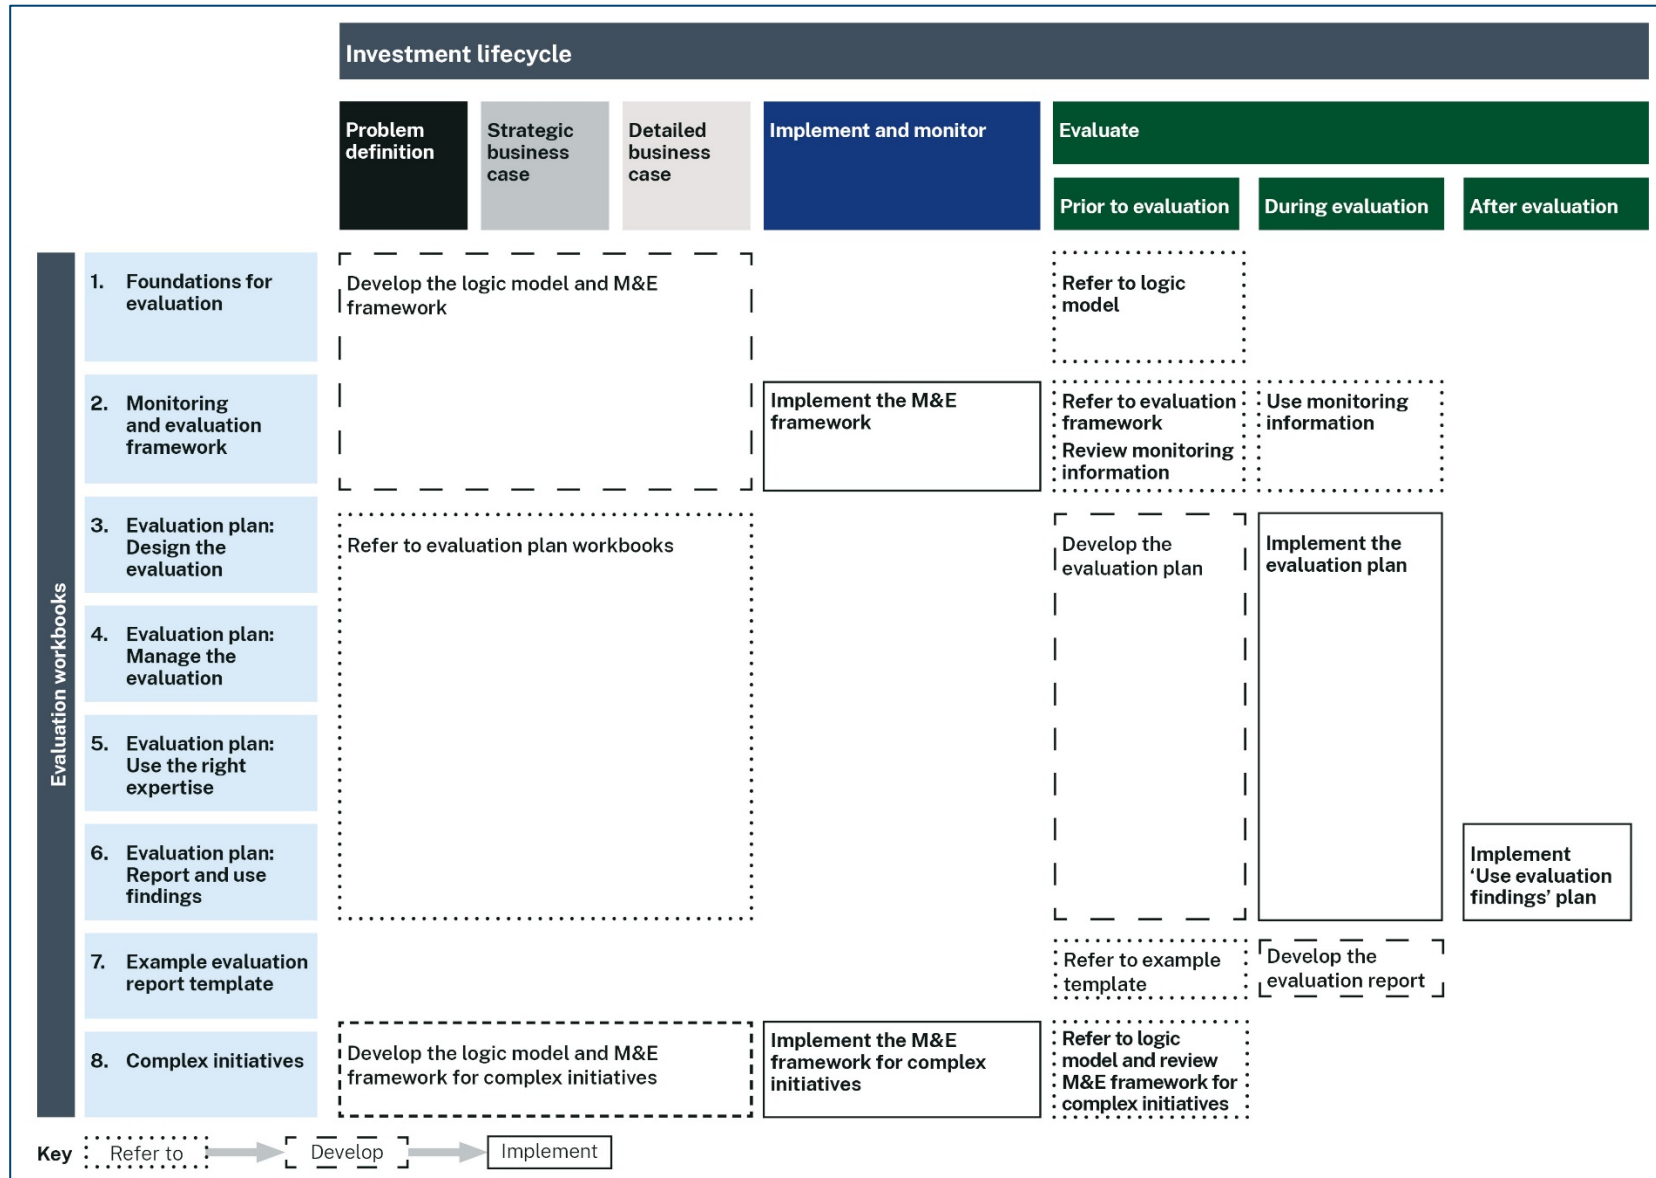 Investment lifecycle
Problem
definition
Strategic
business
case
Detailed
business
case
Implement and monitor
Evaluate
Prior to evaluation
During evaluation
After evaluation
Evaluation workbooks
1. Foundations for
evaluation
Develop the logic model and M&E
framework
Refer to logic
model
2. Monitoring
and evaluation
framework
Implement the M&E
framework
Refer to evaluation
framework
Review monitoring
information
Use monitoring
information
3. Evaluation plan:
Design the
evaluation
Refer to evaluation plan workbooks
Develop the
evaluation plan
Implement the
evaluation plan
4. Evaluation plan:
Manage the
evaluation
5. Evaluation plan:
Use the right
expertise
6. Evaluation plan:
Report and use
findings
Implement
‘Use evaluation
findings’ plan
7. Example evaluation
report template
Refer to example
template
Develop the
evaluation report
8. Complex initiatives
Develop the logic model and M&E
framework for complex initiatives
Implement the M&E
framework for complex
initiatives
Refer to logic
model and review
M&E framework for
complex initiatives
Key
Refer to
Develop
Implement